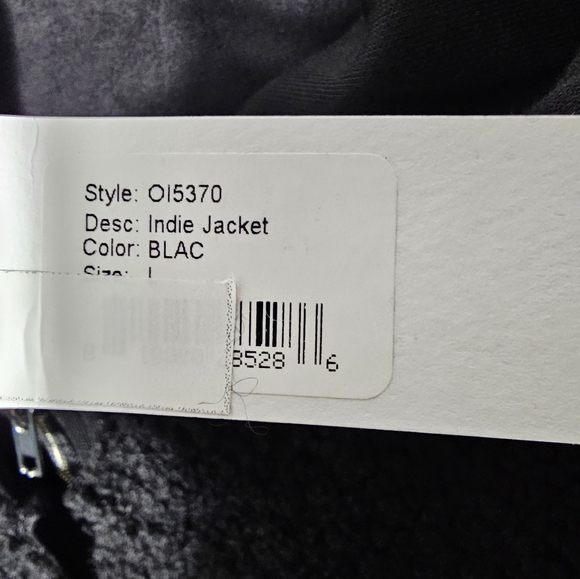 Style: OI5370
Desc: Indie Jacket
Color: BLAC
Size:
8528 6